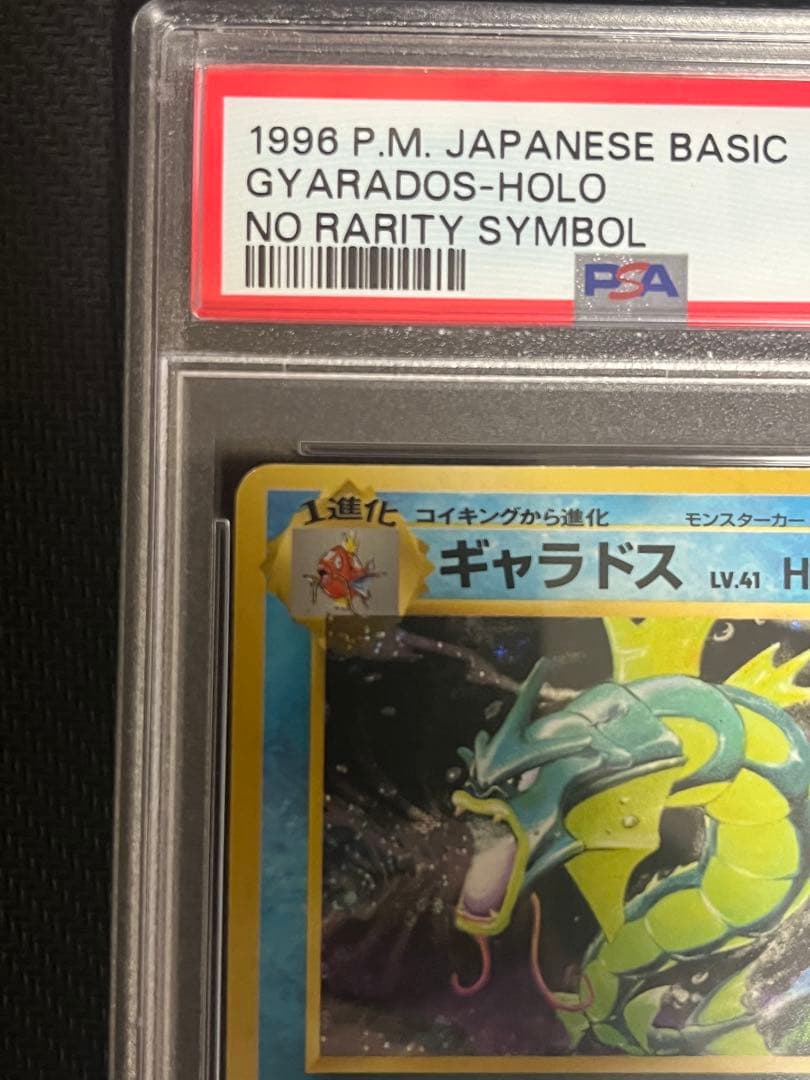 1996 P.M. JAPANESE BASIC
GYARADOS-HOLO
NO RARITY SYMBOL
PSA
1進化 コイキングから進化 モンスターカー
ギャラドス LV.41 H